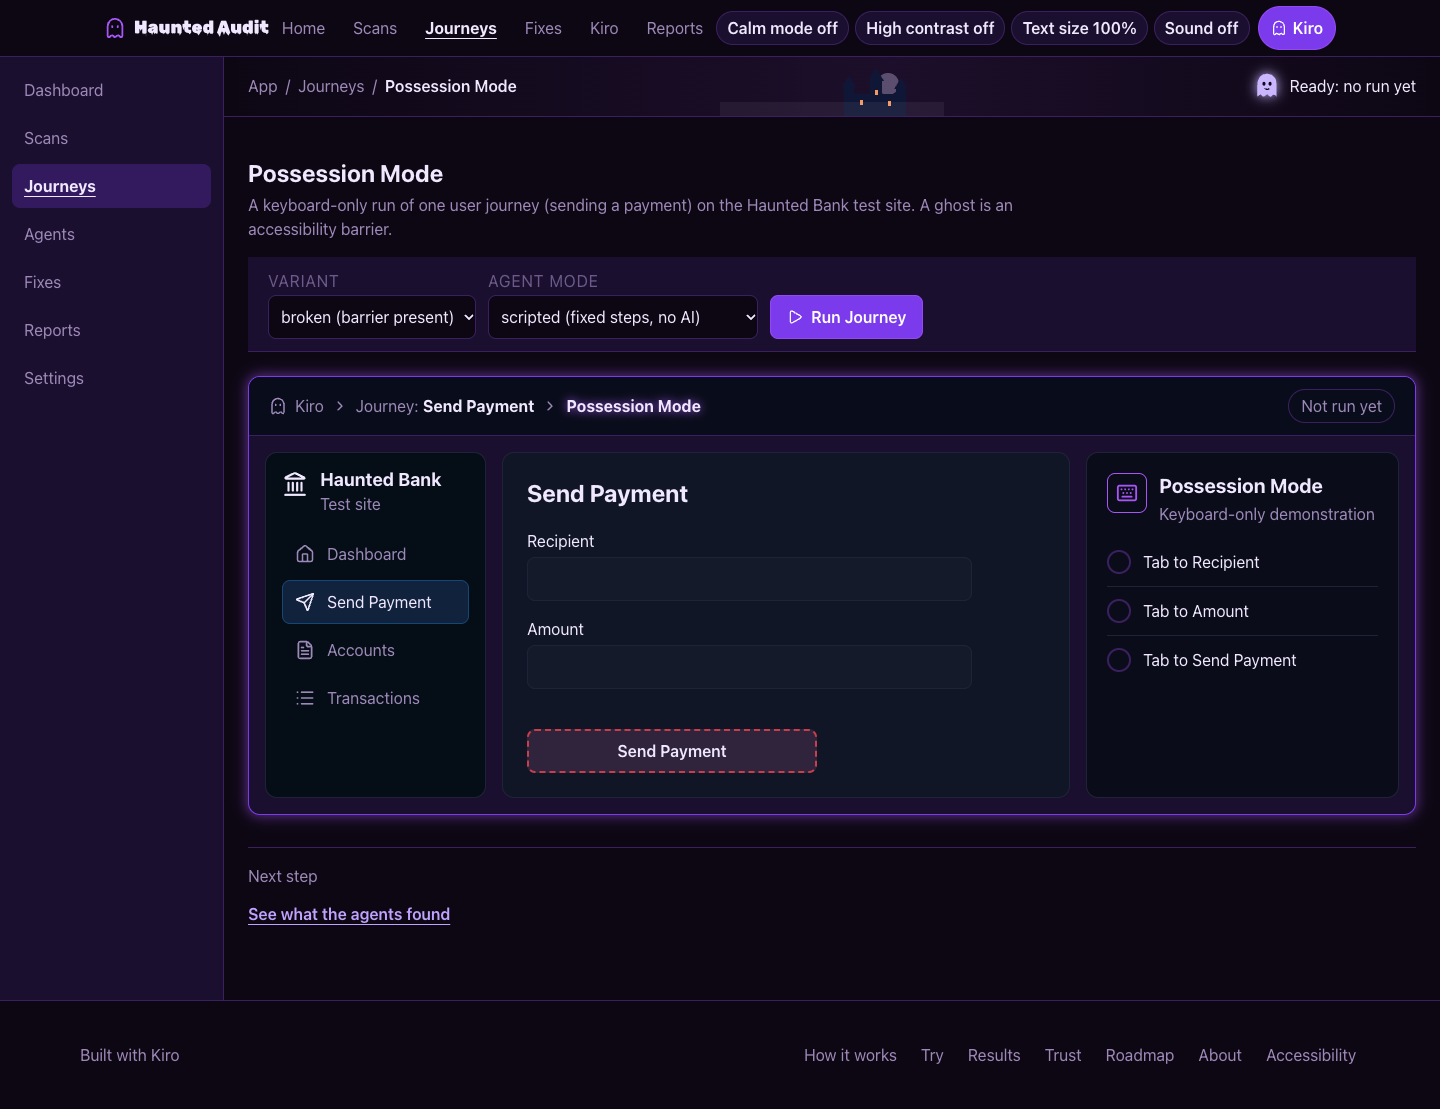 Haunted Audit
Home
Scans
Journeys
Fixes
Kiro
Reports
Calm mode off
High contrast off
Text size 100%
Sound off
Kiro
Dashboard
Scans
Journeys
Agents
Fixes
Reports
Settings
App / Journeys / Possession Mode
Ready: no run yet
Possession Mode
A keyboard-only run of one user journey (sending a payment) on the Haunted Bank test site. A ghost is an
accessibility barrier.
VARIANT
broken (barrier present)
AGENT MODE
scripted (fixed steps, no AI)
Run Journey
Kiro > Journey: Send Payment > Possession Mode
Not run yet
Haunted Bank
Test site
Dashboard
Send Payment
Accounts
Transactions
Send Payment
Recipient
Amount
Send Payment
Possession Mode
Keyboard-only demonstration
Tab to Recipient
Tab to Amount
Tab to Send Payment
Next step
See what the agents found
Built with Kiro
How it works
Try
Results
Trust
Roadmap
About
Accessibility